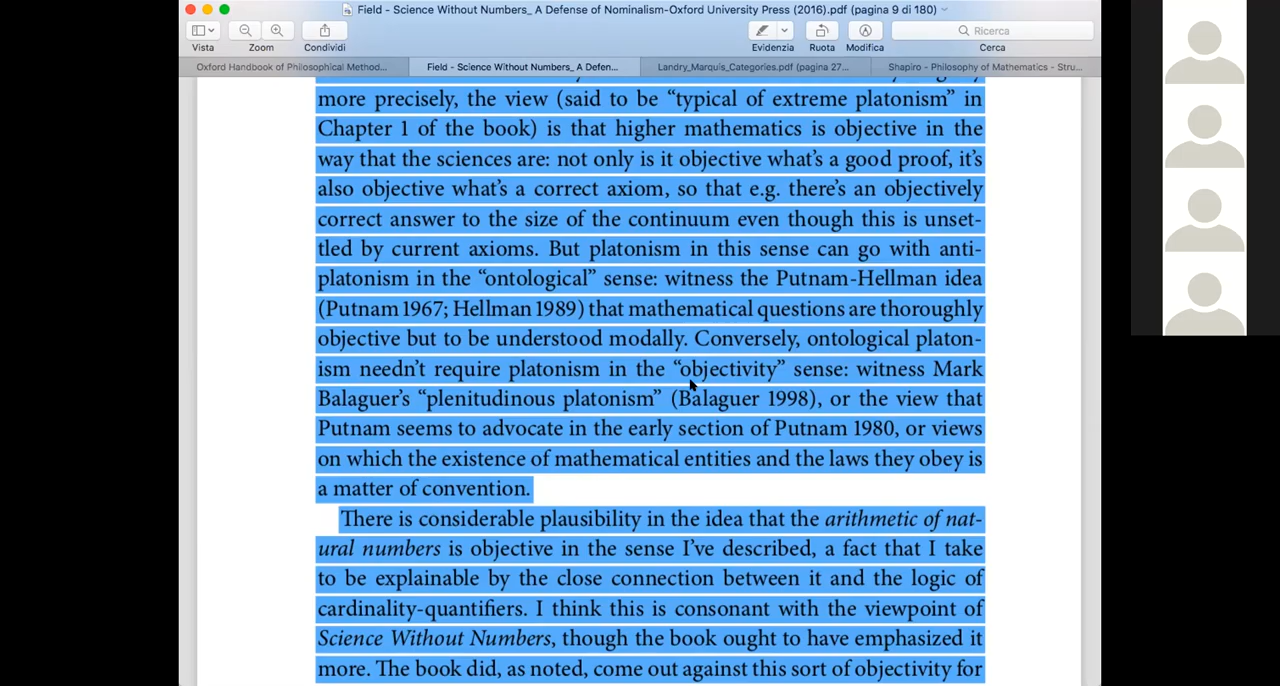 Field - Science Without Numbers_ A Defense of Nominalism-Oxford University Press (2016).pdf (pagina 9 di 180)
Vista
Zoom
Condividi
Evidenzia
Ruota
Modifica
Ricerca
Cerca
Oxford Handbook of Philosophical Method...
Field - Science Without Numbers_ A Defen...
Landry_Marquis_Categories.pdf (pagina 27...
Shapiro - Philosophy of Mathematics - Stru...
more precisely, the view (said to be “typical of extreme platonism” in
Chapter 1 of the book) is that higher mathematics is objective in the
way that the sciences are: not only is it objective what’s a good proof, it’s
also objective what’s a correct axiom, so that e.g. there’s an objectively
correct answer to the size of the continuum even though this is unset-
tled by current axioms. But platonism in this sense can go with anti-
platonism in the “ontological” sense: witness the Putnam-Hellman idea
(Putnam 1967; Hellman 1989) that mathematical questions are thoroughly
objective but to be understood modally. Conversely, ontological platon-
ism needn’t require platonism in the “objectivity” sense: witness Mark
Balaguer’s “plenitudinous platonism” (Balaguer 1998), or the view that
Putnam seems to advocate in the early section of Putnam 1980, or views
on which the existence of mathematical entities and the laws they obey is
a matter of convention.
There is considerable plausibility in the idea that the arithmetic of nat-
ural numbers is objective in the sense I’ve described, a fact that I take
to be explainable by the close connection between it and the logic of
cardinality-quantifiers. I think this is consonant with the viewpoint of
Science Without Numbers, though the book ought to have emphasized it
more. The book did, as noted, come out against this sort of objectivity for